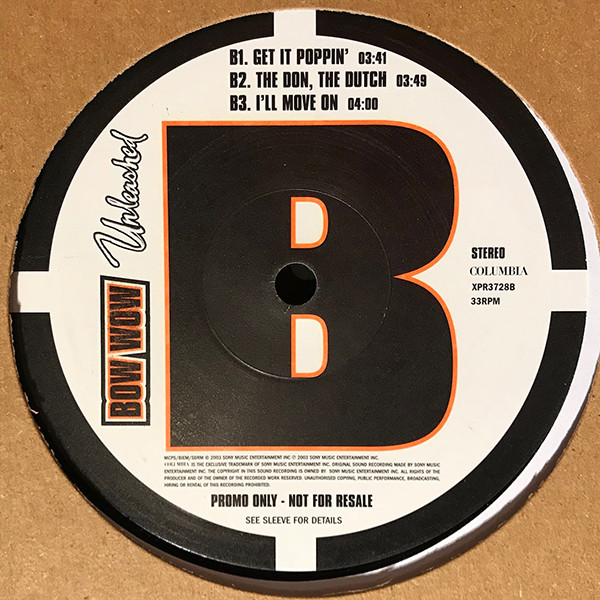 B1. GET IT POPPIN' 03:41
B2. THE DON, THE DUTCH 03:49
B3. I'LL MOVE ON 04:00
Unleashed
BOW WOW
B
STEREO
COLUMBIA
XPR3728B
33RPM
MCPS/BIEM/SDRM © 2003 SONY MUSIC ENTERTAINMENT INC ℗ 2003 SONY MUSIC ENTERTAINMENT INC.
COLUMBIA IS THE EXCLUSIVE TRADEMARK OF SONY MUSIC ENTERTAINMENT INC. ORIGINAL SOUND RECORDING MADE BY SONY MUSIC
ENTERTAINMENT INC. THE COPYRIGHT IN THIS SOUND RECORDING IS OWNED BY SONY MUSIC ENTERTAINMENT INC. ALL RIGHTS OF THE
PRODUCER AND OF THE OWNER OF THE RECORDED WORK RESERVED. UNAUTHORISED COPYING, PUBLIC PERFORMANCE, BROADCASTING,
HIRING OR RENTAL OF THIS RECORDING PROHIBITED.
PROMO ONLY - NOT FOR RESALE
SEE SLEEVE FOR DETAILS